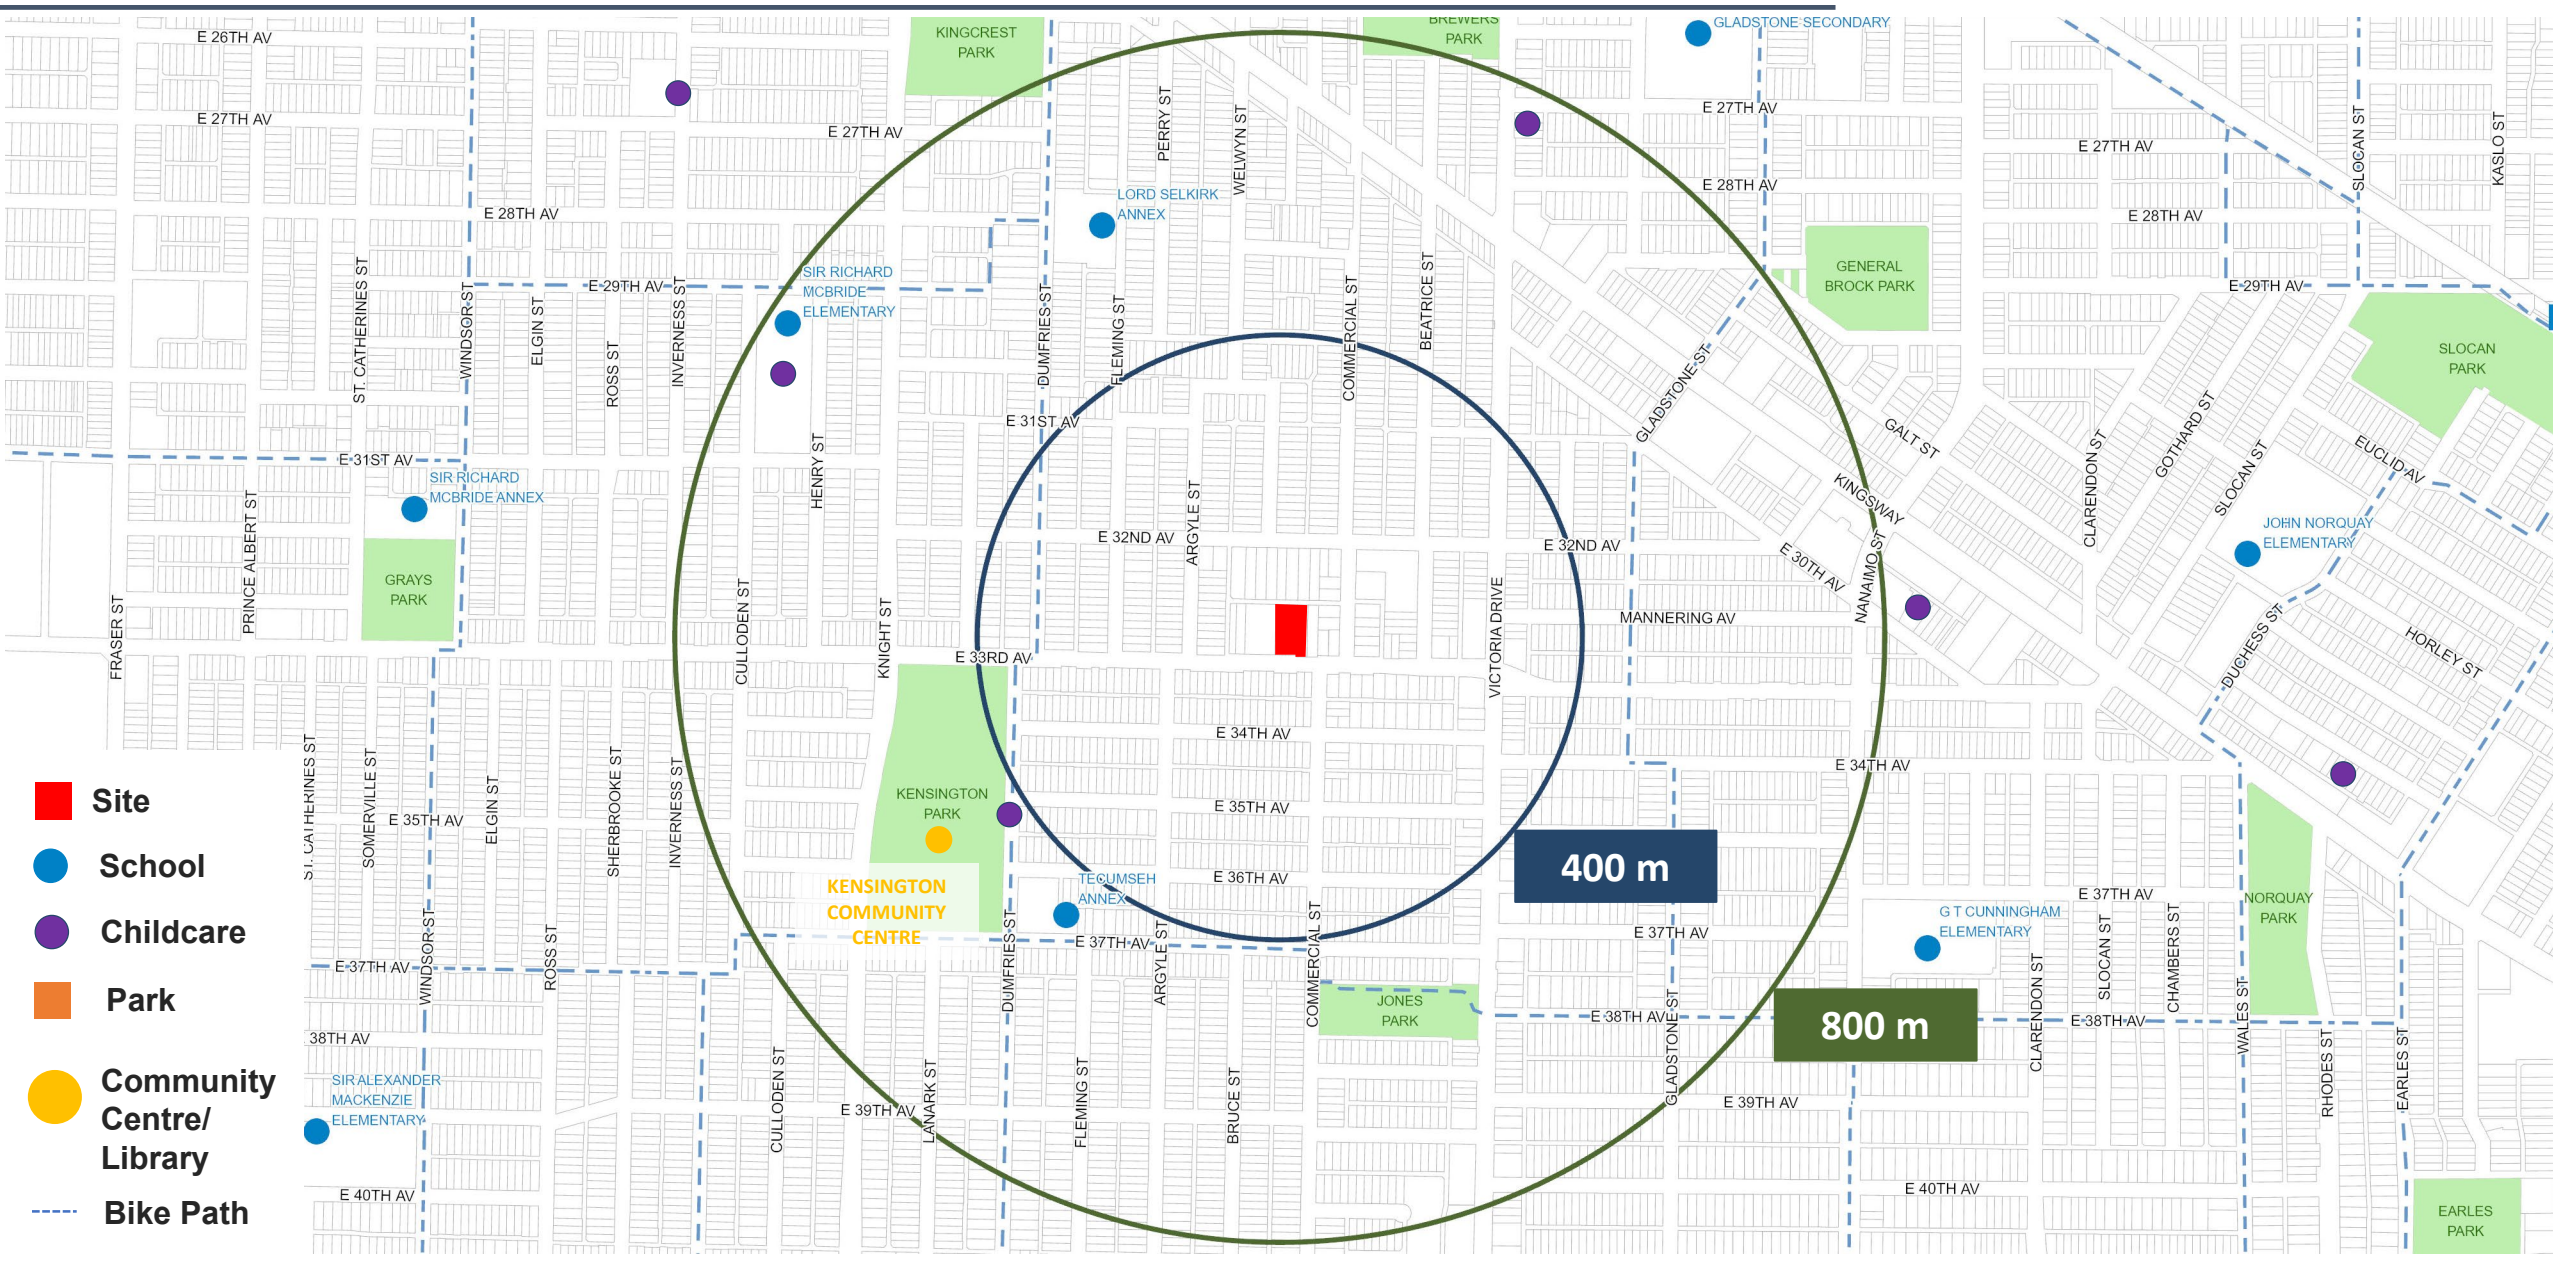 BREWERS
PARK
GLADSTONE SECONDARY
KINGCREST
PARK
E 26TH AV
E 27TH AV
E 27TH AV
E 27TH AV
E 27TH AV
PERRY ST
WELWYN ST
SLOCAN ST
KASLO ST
E 28TH AV
E 28TH AV
E 28TH AV
LORD SELKIRK
ANNEX
SIR RICHARD
MCBRIDE
ELEMENTARY
GENERAL
BROCK PARK
E 29TH AV
E 29TH AV
ST. CATHERINES ST
WINDSOR ST
ELGIN ST
ROSS ST
INVERNESS ST
DUMFRIES ST
FLEMING ST
COMMERCIAL ST
BEATRICE ST
GLADSTONE ST
SLOCAN
PARK
E 31ST AV
E 31ST AV
HENRY ST
GALT ST
KINGSWAY
CLARENDON ST
GOTHARD ST
SLOCAN ST
EUCLID AV
SIR RICHARD
MCBRIDE ANNEX
PRINCE ALBERT ST
ARGYLE ST
E 32ND AV
E 32ND AV
E 30TH AV
NANAIMO ST
JOHN NORQUAY
ELEMENTARY
GRAYS
PARK
FRASER ST
CULLODEN ST
KNIGHT ST
E 33RD AV
VICTORIA DRIVE
MANNERING AV
DUCHESS ST
HORLEY ST
E 34TH AV
E 34TH AV
ST. CATHERINES ST
SOMERVILLE ST
E 35TH AV
ELGIN ST
SHERBROOKE ST
INVERNESS ST
KENSINGTON
PARK
E 35TH AV
E 36TH AV
TECUMSEH
ANNEX
KENSINGTON
COMMUNITY
CENTRE
400 m
E 37TH AV
G T CUNNINGHAM
ELEMENTARY
NORQUAY
PARK
E 37TH AV
E 37TH AV
E 37TH AV
WINDSOR ST
ROSS ST
DUMFRIES ST
ARGYLE ST
COMMERCIAL ST
GLADSTONE ST
CLARENDON ST
SLOCAN ST
CHAMBERS ST
WALES ST
RHODES ST
EARLES ST
JONES
PARK
E 38TH AV
800 m
E 38TH AV
38TH AV
SIR ALEXANDER
MACKENZIE
ELEMENTARY
CULLODEN ST
LANARK ST
FLEMING ST
BRUCE ST
E 39TH AV
E 39TH AV
E 40TH AV
E 40TH AV
EARLES
PARK
Site
School
Childcare
Park
Community
Centre/
Library
Bike Path